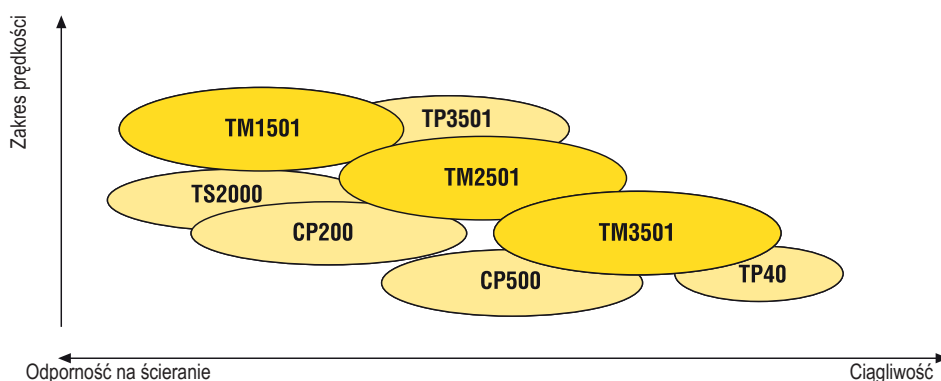 Zakres prędkości
TM1501
TP3501
TM2501
TS2000
CP200
TM3501
CP500
TP40
Odporność na ścieranie
Ciągliwość